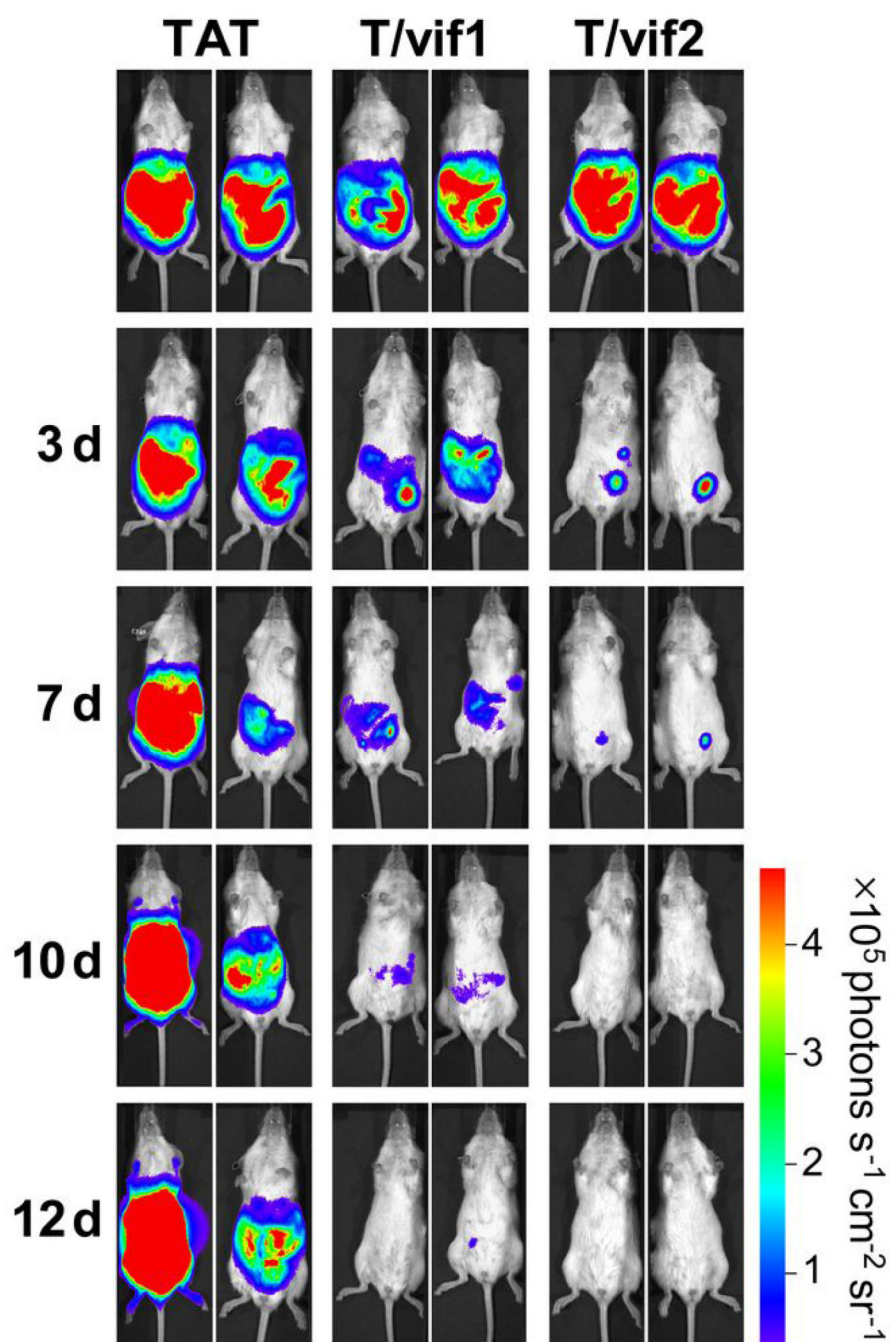 TAT T/vif1 T/vif2
3 d
7 d
10 d
12 d
4
3
2
1
×10⁵ photons s⁻¹ cm⁻² sr⁻¹